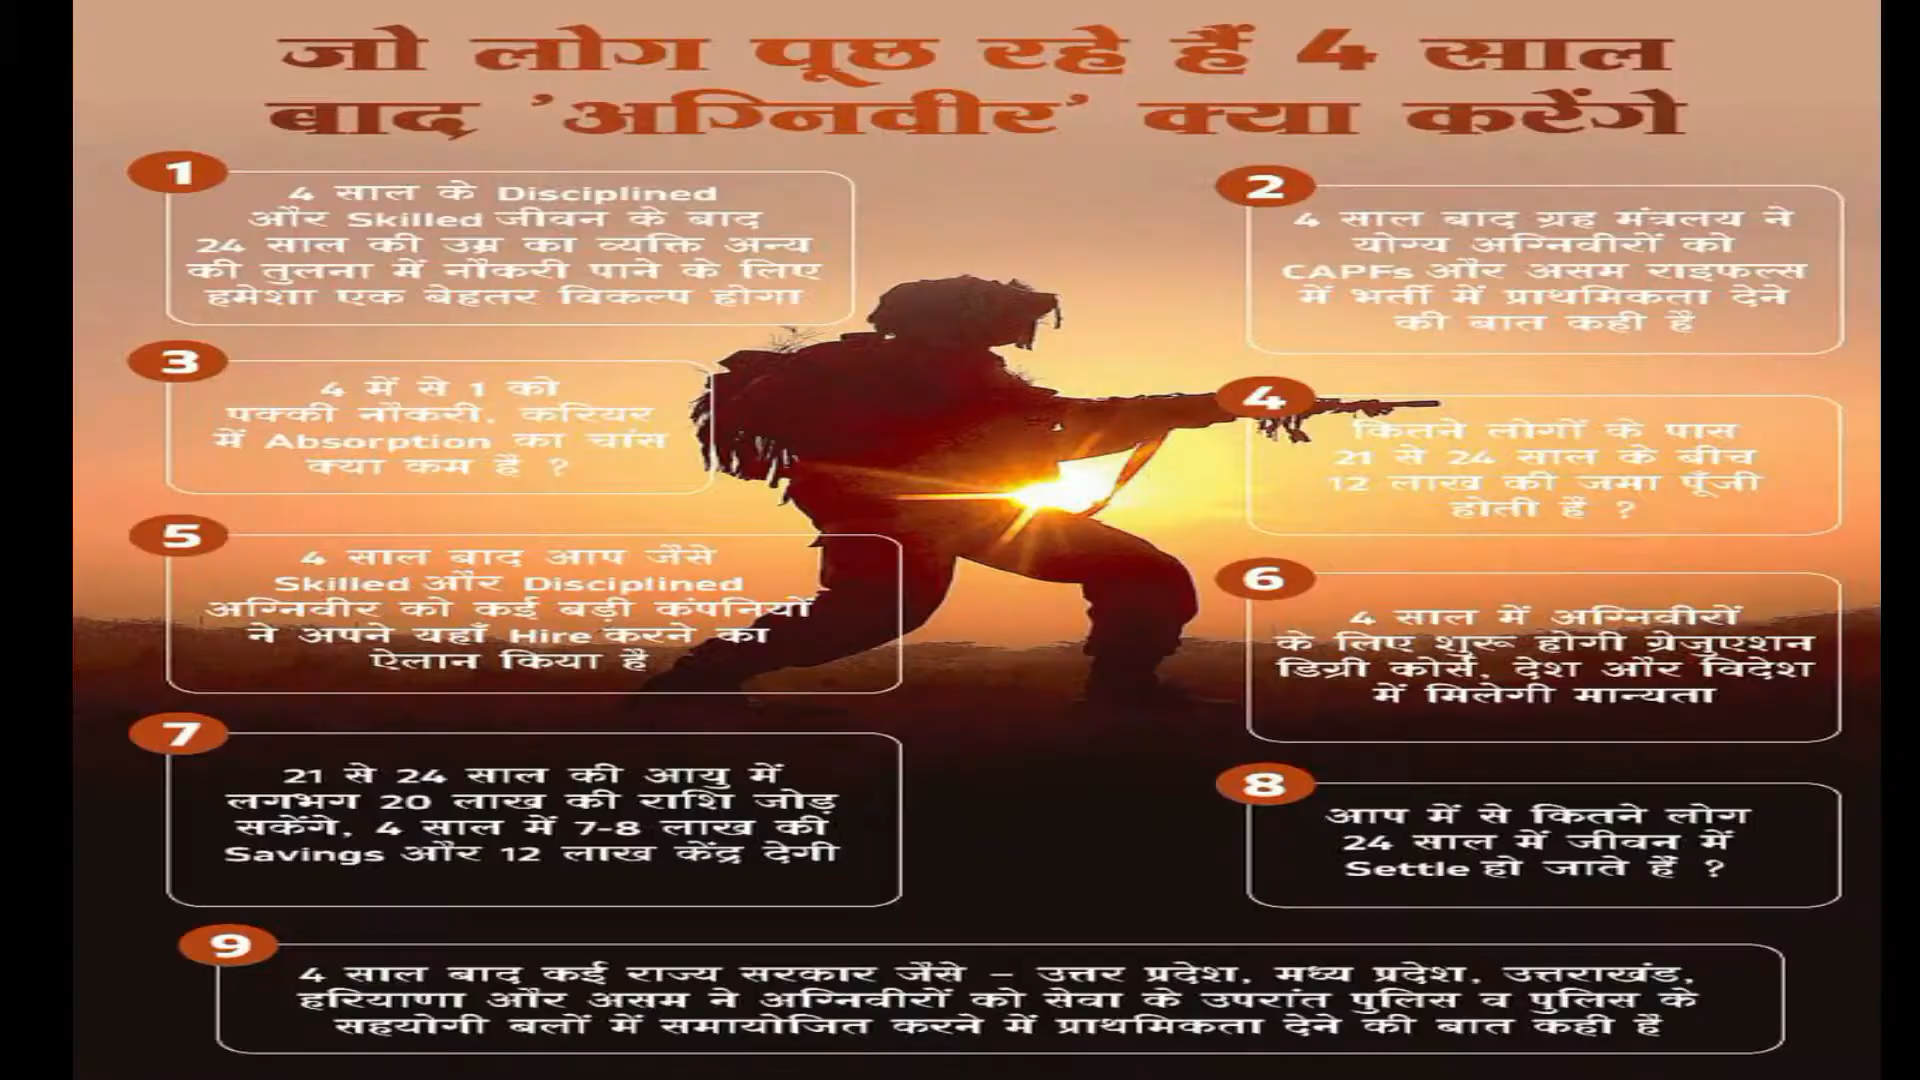 जो लोग पूछ रहे हैं 4 साल
बाद 'अग्निवीर' क्या करेंगे
1
4 साल के Disciplined
और Skilled जीवन के बाद
24 साल की उम्र का व्यक्ति अन्य
की तुलना में नौकरी पाने के लिए
हमेशा एक बेहतर विकल्प होगा
2
4 साल बाद ग्रह मंत्रलय ने
योग्य अग्निवीरों को
CAPFs और असम राइफल्स
में भर्ती में प्राथमिकता देने
की बात कही है
3
4 में से 1 को
पक्की नौकरी, करियर
में Absorption का चांस
क्या कम है ?
4
कितने लोगों के पास
21 से 24 साल के बीच
12 लाख की जमा पूँजी
होती है ?
5
4 साल बाद आप जैसे
Skilled और Disciplined
अग्निवीर को कई बड़ी कंपनियों
ने अपने यहाँ Hire करने का
ऐलान किया है
6
4 साल में अग्निवीरों
के लिए शुरू होगी ग्रेजुएशन
डिग्री कोर्स, देश और विदेश
में मिलेगी मान्यता
7
21 से 24 साल की आयु में
लगभग 20 लाख की राशि जोड़
सकेंगे, 4 साल में 7-8 लाख की
Savings और 12 लाख केंद्र देगी
8
आप में से कितने लोग
24 साल में जीवन में
Settle हो जाते हैं ?
9
4 साल बाद कई राज्य सरकार जैसे - उत्तर प्रदेश, मध्य प्रदेश, उत्तराखंड,
हरियाणा और असम ने अग्निवीरों को सेवा के उपरांत पुलिस व पुलिस के
सहयोगी बलों में समायोजित करने में प्राथमिकता देने की बात कही है